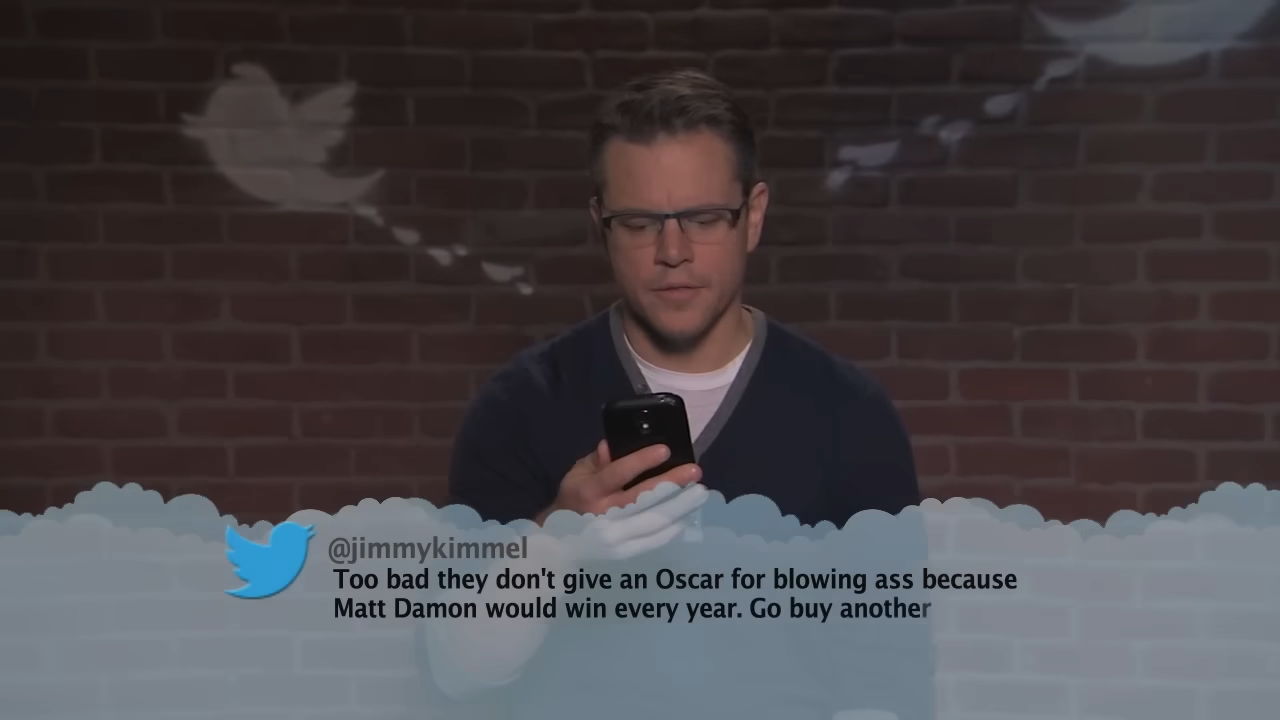 @jimmykimmel
Too bad they don't give an Oscar for blowing ass because
Matt Damon would win every year. Go buy another